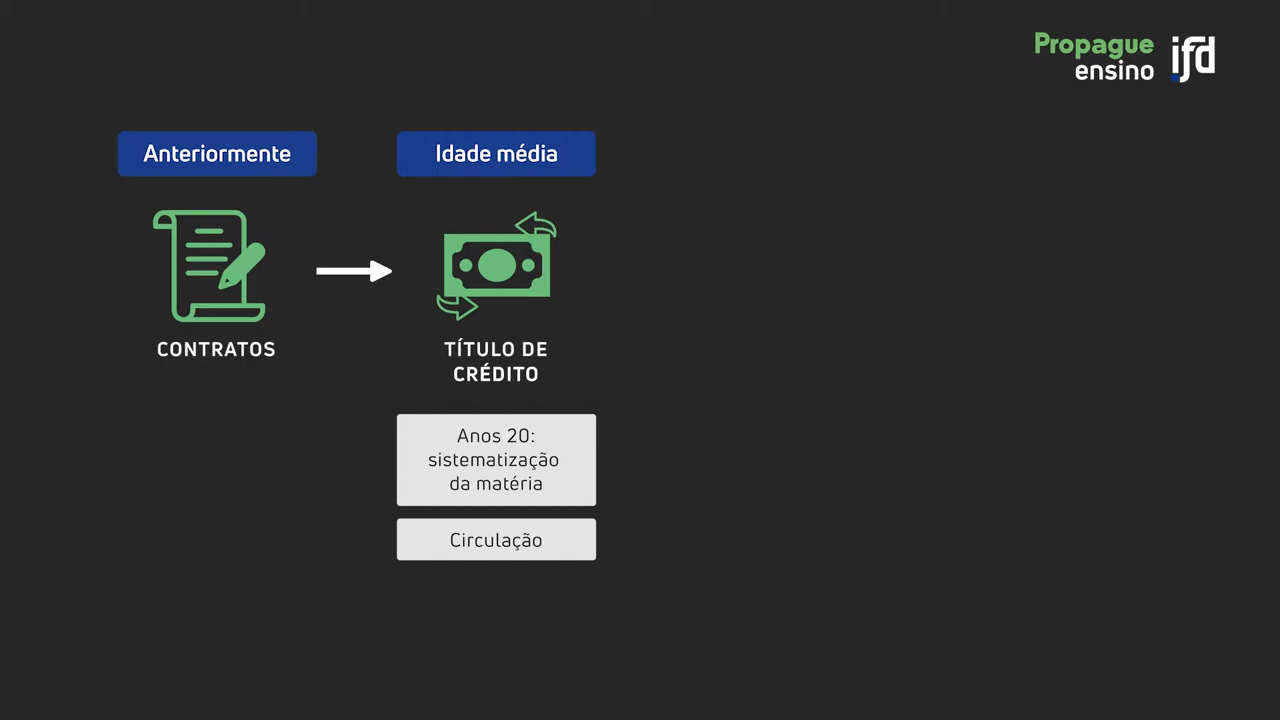 Propague
ensino
ifd
Anteriormente
Idade média
CONTRATOS
TÍTULO DE
CRÉDITO
Anos 20:
sistematização
da matéria
Circulação